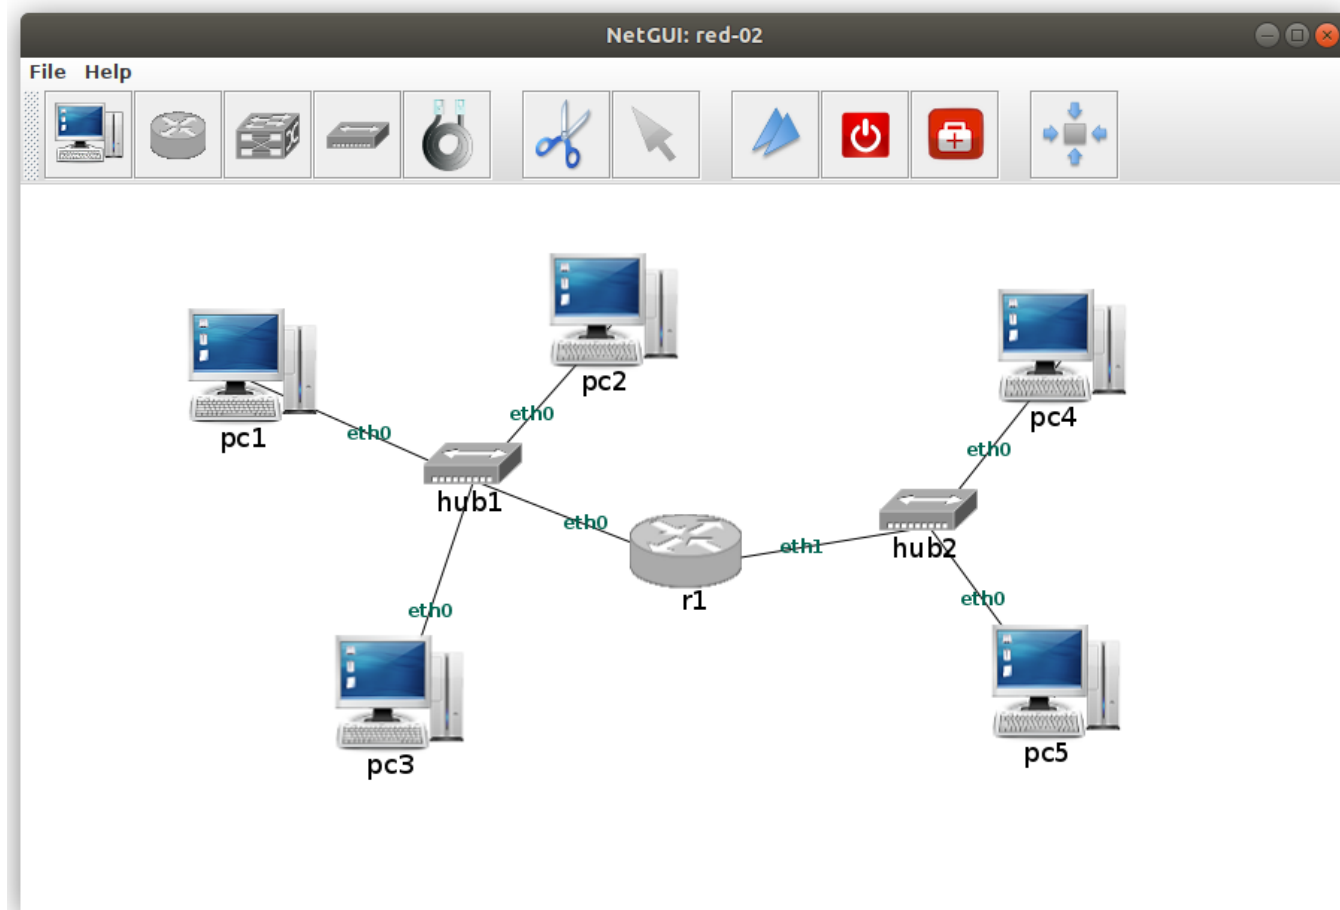 NetGUI: red-02
File Help
pc2
pc1
eth0
eth0
pc4
eth0
hub1
eth0
eth1
hub2
r1
eth0
eth0
pc3
pc5